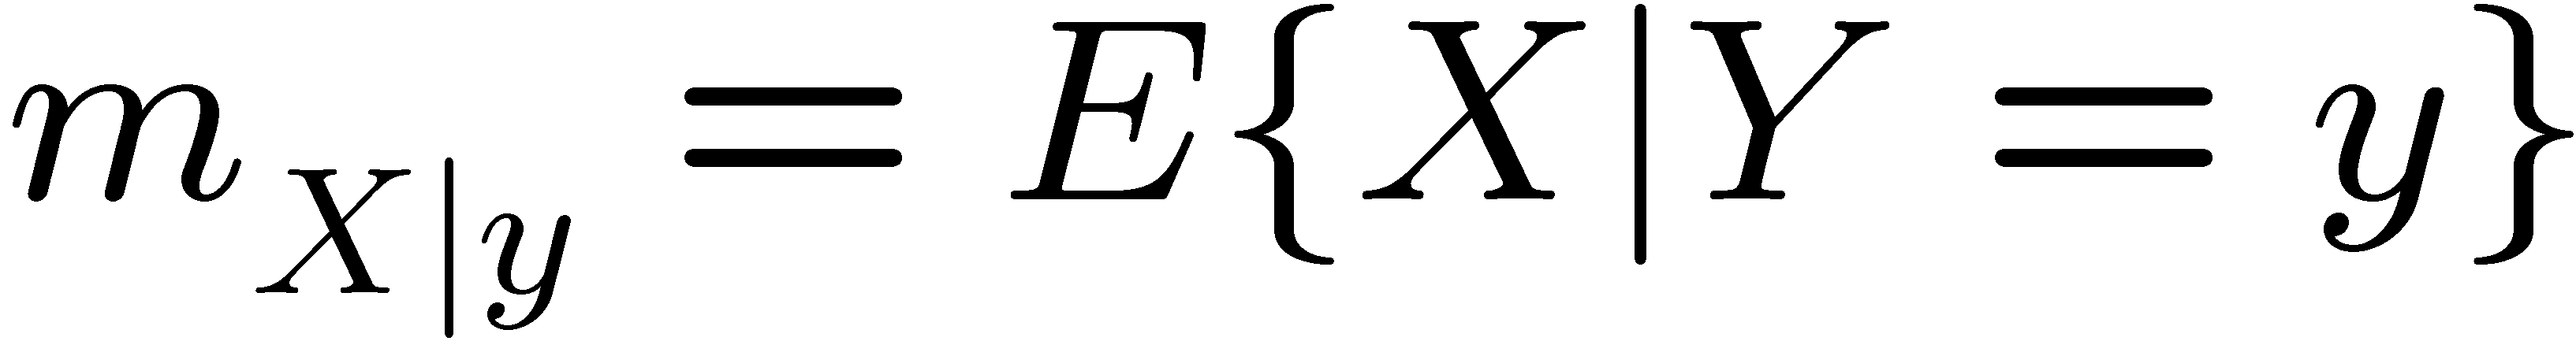 m_{X|y} = E{X|Y = y}